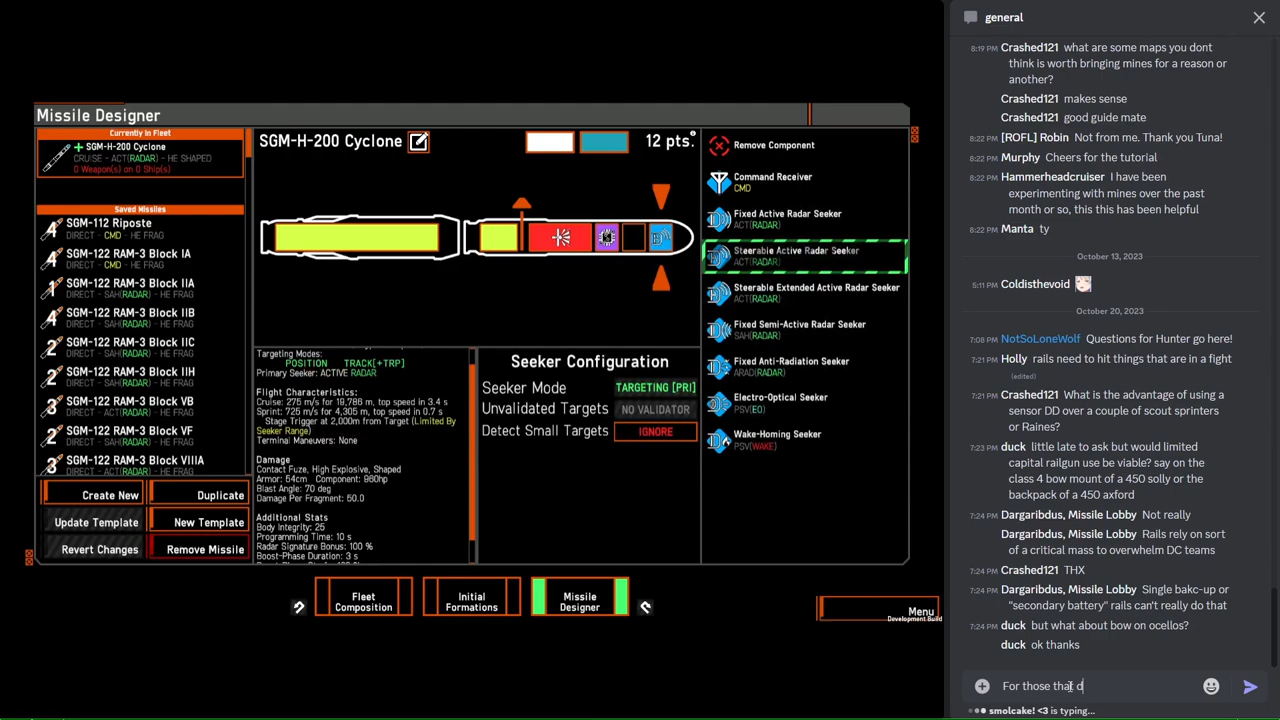 Missile Designer
Currently In Fleet
SGM-H-200 Cyclone
CRUISE - ACT(RADAR) - HE SHAPED
0 Weapon(s) on 0 Ship(s)
Saved Missiles
SGM-112 Riposte
DIRECT - CMD - HE FRAG
SGM-122 RAM-3 Block IA
DIRECT - CMD - HE FRAG
SGM-122 RAM-3 Block IIA
DIRECT - SAH(RADAR) - HE FRAG
SGM-122 RAM-3 Block IIB
DIRECT - SAH(RADAR) - HE FRAG
SGM-122 RAM-3 Block IIC
DIRECT - SAH(RADAR) - HE FRAG
SGM-122 RAM-3 Block IIH
DIRECT - SAH(RADAR) - HE FRAG
SGM-122 RAM-3 Block VB
DIRECT - ACT(RADAR) - HE FRAG
SGM-122 RAM-3 Block VF
DIRECT - ACT(RADAR) - HE FRAG
SGM-122 RAM-3 Block VIIIA
DIRECT - ACT(RADAR) - HE FRAG
Create New
Duplicate
Update Template
New Template
Revert Changes
Remove Missile
SGM-H-200 Cyclone
12 pts.
Targeting Modes:
POSITION TRACK[+TRP]
Primary Seeker: ACTIVE RADAR
Flight Characteristics:
Cruise: 275 m/s for 19,788 m, top speed in 3.4 s
Sprint: 725 m/s for 4,305 m, top speed in 0.7 s
Stage Trigger at 2,000m from Target (Limited By
Seeker Range)
Terminal Maneuvers: None
Damage
Contact Fuze, High Explosive, Shaped
Armor: 54cm Component: 960hp
Blast Angle: 70 deg
Damage Per Fragment: 50.0
Additional Stats
Body Integrity: 25
Programming Time: 10 s
Radar Signature Bonus: 100 %
Boost-Phase Duration: 3 s
Seeker Configuration
Seeker Mode
TARGETING [PRI]
Unvalidated Targets
NO VALIDATOR
Detect Small Targets
IGNORE
Remove Component
Command Receiver
CMD
Fixed Active Radar Seeker
ACT(RADAR)
Steerable Active Radar Seeker
ACT(RADAR)
Steerable Extended Active Radar Seeker
ACT(RADAR)
Fixed Semi-Active Radar Seeker
SAH(RADAR)
Fixed Anti-Radiation Seeker
ARAD(RADAR)
Electro-Optical Seeker
PSV(EO)
Wake-Homing Seeker
PSV(WAKE)
Fleet
Composition
Initial
Formations
Missile
Designer
Menu
Development Build
general
8:19 PM Crashed121 what are some maps you dont
think is worth bringing mines for a reason or
another?
Crashed121 makes sense
Crashed121 good guide mate
8:22 PM [ROFL] Robin Not from me. Thank you Tuna!
8:22 PM Murphy Cheers for the tutorial
8:22 PM Hammerheadcruiser I have been
experimenting with mines over the past
month or so, this this has been helpful
8:22 PM Manta ty
October 13, 2023
5:11 PM Coldisthevoid
October 20, 2023
7:08 PM NotSoLoneWolf Questions for Hunter go here!
7:21 PM Holly rails need to hit things that are in a fight
(edited)
7:21 PM Crashed121 What is the advantage of using a
sensor DD over a couple of scout sprinters
or Raines?
7:23 PM duck little late to ask but would limited
capital railgun use be viable? say on the
class 4 bow mount of a 450 solly or the
backpack of a 450 axford
7:24 PM Dargaribdus, Missile Lobby Not really
Dargaribdus, Missile Lobby Rails rely on sort
of a critical mass to overwhelm DC teams
7:24 PM Crashed121 THX
7:24 PM Dargaribdus, Missile Lobby Single bakc-up or
"secondary battery" rails can't really do that
7:24 PM duck but what about bow on ocellos?
duck ok thanks
For those that d
smolcake! <3 is typing...